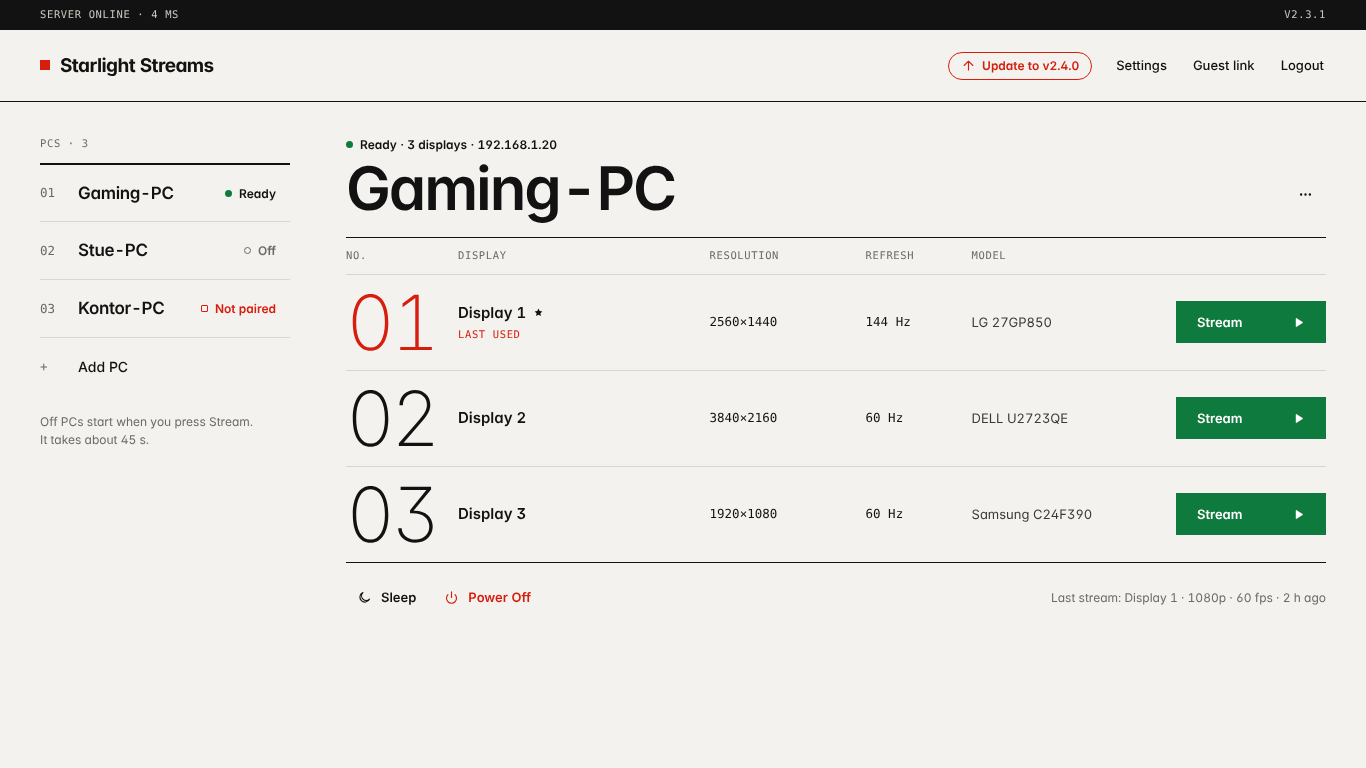 SERVER ONLINE · 4 MS
V2.3.1
Starlight Streams
Update to v2.4.0
Settings
Guest link
Logout
PCS · 3
01 Gaming-PC Ready
02 Stue-PC Off
03 Kontor-PC Not paired
+ Add PC
Off PCs start when you press Stream.
It takes about 45 s.
Ready · 3 displays · 192.168.1.20
Gaming-PC
NO. DISPLAY RESOLUTION REFRESH MODEL
01 Display 1 2560×1440 144 Hz LG 27GP850 Stream
LAST USED
02 Display 2 3840×2160 60 Hz DELL U2723QE Stream
03 Display 3 1920×1080 60 Hz Samsung C24F390 Stream
Sleep
Power Off
Last stream: Display 1 · 1080p · 60 fps · 2 h ago